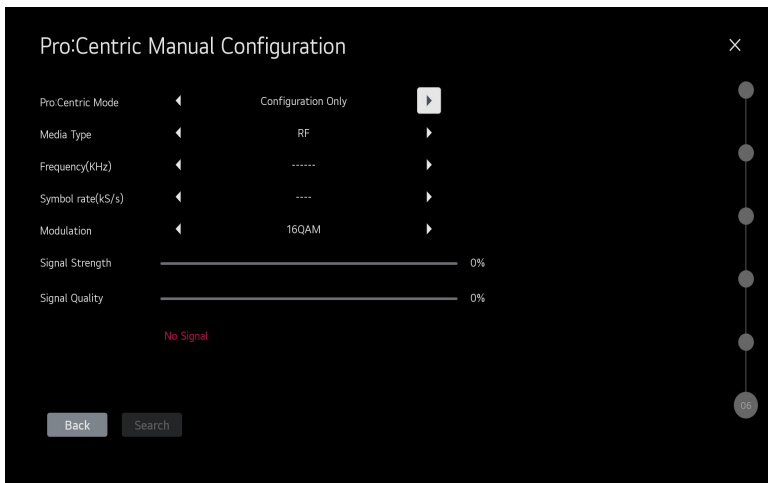 Pro:Centric Manual Configuration
Pro:Centric Mode Configuration Only
Media Type RF
Frequency(KHz) ------
Symbol rate(kS/s) ----
Modulation 16QAM
Signal Strength 0%
Signal Quality 0%
No Signal
06
Back Search